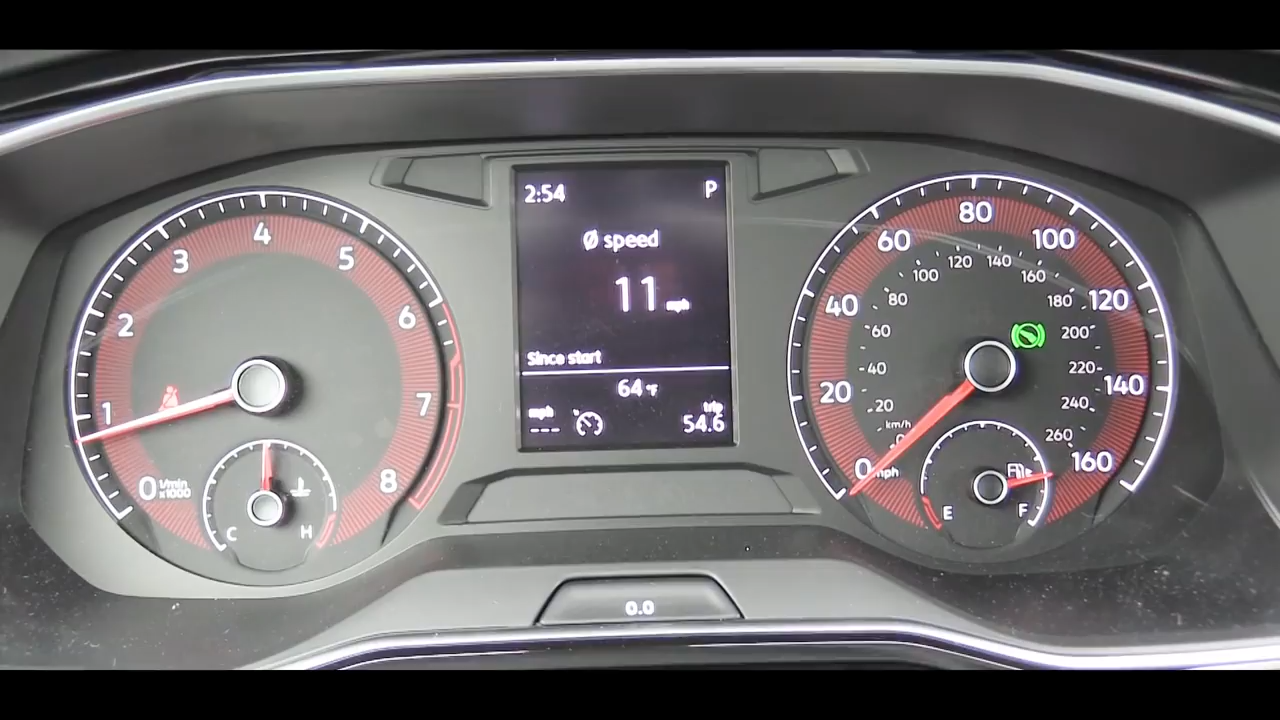 2:54 P
Ø speed
11 mph
Since start
64 °F
mph trip
--- 54.6
0 1 2 3 4 5 6 7 8
1/min
x1000
C H
0 20 40 60 80 100 120 140 160
mph
km/h
0 20 40 60 80 100 120 140 160 180 200 220 240 260
E F
0.0